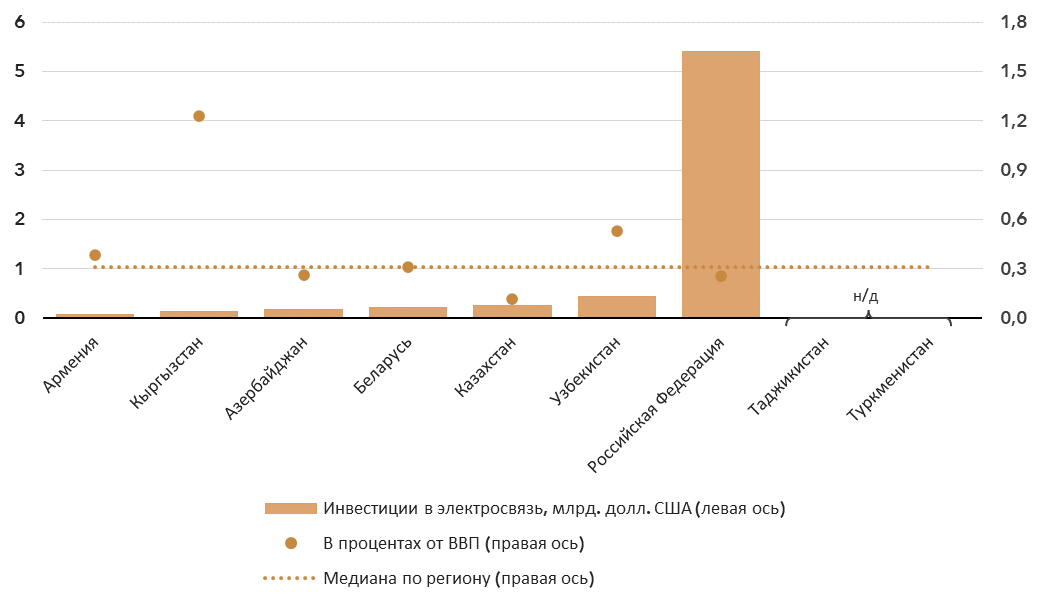 6
5
4
3
2
1
0
1,8
1,5
1,2
0,9
0,6
0,3
0,0
н/д
Армения
Кыргызстан
Азербайджан
Беларусь
Казахстан
Узбекистан
Российская Федерация
Таджикистан
Туркменистан
Инвестиции в электросвязь, млрд. долл. США (левая ось)
В процентах от ВВП (правая ось)
Медиана по региону (правая ось)